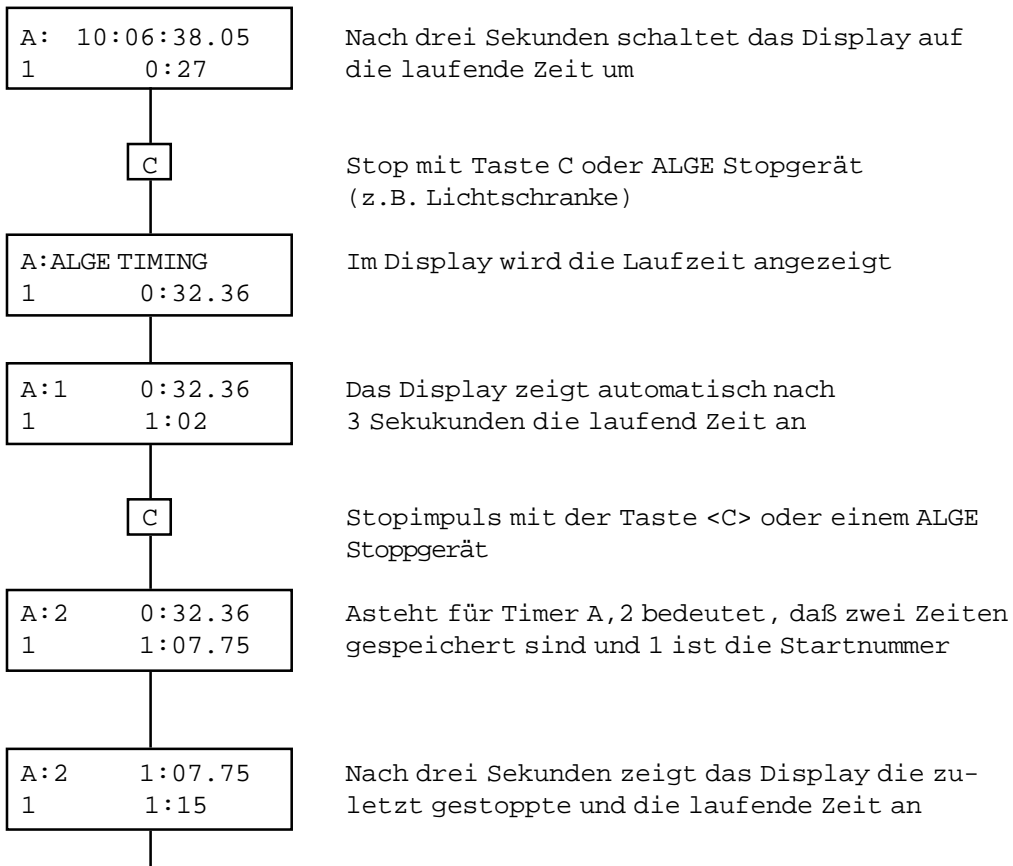 A: 10:06:38.05 Nach drei Sekunden schaltet das Display auf
1 0:27 die laufende Zeit um
C Stop mit Taste C oder ALGE Stopgerät
(z.B. Lichtschranke)
A:ALGE TIMING Im Display wird die Laufzeit angezeigt
1 0:32.36
A:1 0:32.36 Das Display zeigt automatisch nach
1 1:02 3 Sekukunden die laufend Zeit an
C Stopimpuls mit der Taste <C> oder einem ALGE
Stoppgerät
A:2 0:32.36 Asteht für Timer A,2 bedeutet, daß zwei Zeiten
1 1:07.75 gespeichert sind und 1 ist die Startnummer
A:2 1:07.75 Nach drei Sekunden zeigt das Display die zu-
1 1:15 letzt gestoppte und die laufende Zeit an